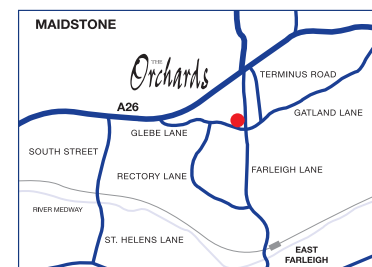 MAIDSTONE
THE
Orchards
TERMINUS ROAD
A26
GATLAND LANE
GLEBE LANE
SOUTH STREET
RECTORY LANE
FARLEIGH LANE
RIVER MEDWAY
ST. HELENS LANE
EAST
FARLEIGH